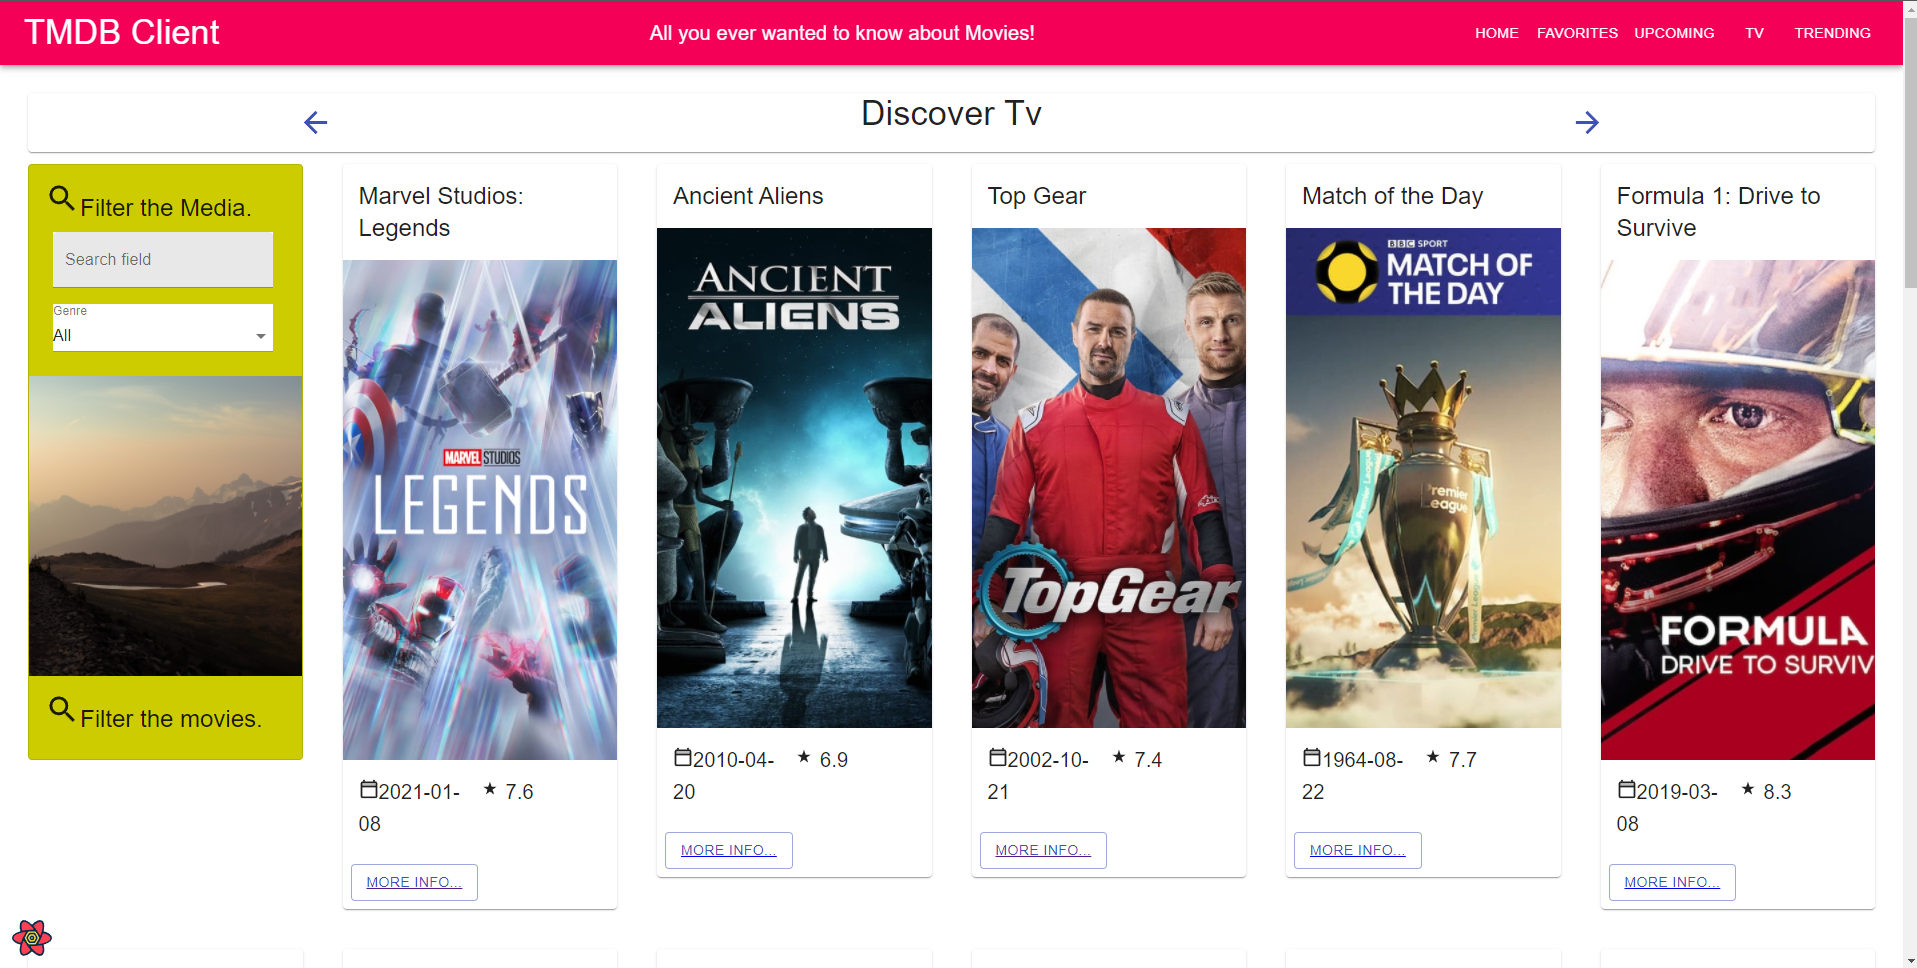 TMDB Client
All you ever wanted to know about Movies!
HOME FAVORITES UPCOMING TV TRENDING
Discover Tv
Filter the Media.
Search field
Genre
All
Filter the movies.
Marvel Studios:
Legends
MARVEL STUDIOS
LEGENDS
2021-01-
08
7.6
MORE INFO...
Ancient Aliens
ANCIENT
ALIENS
2010-04-
20
6.9
MORE INFO...
Top Gear
TopGear
2002-10-
21
7.4
MORE INFO...
Match of the Day
BBC SPORT
MATCH OF
THE DAY
Premier
League
1964-08-
22
7.7
MORE INFO...
Formula 1: Drive to
Survive
FORMULA
DRIVE TO SURVIV
2019-03-
08
8.3
MORE INFO...